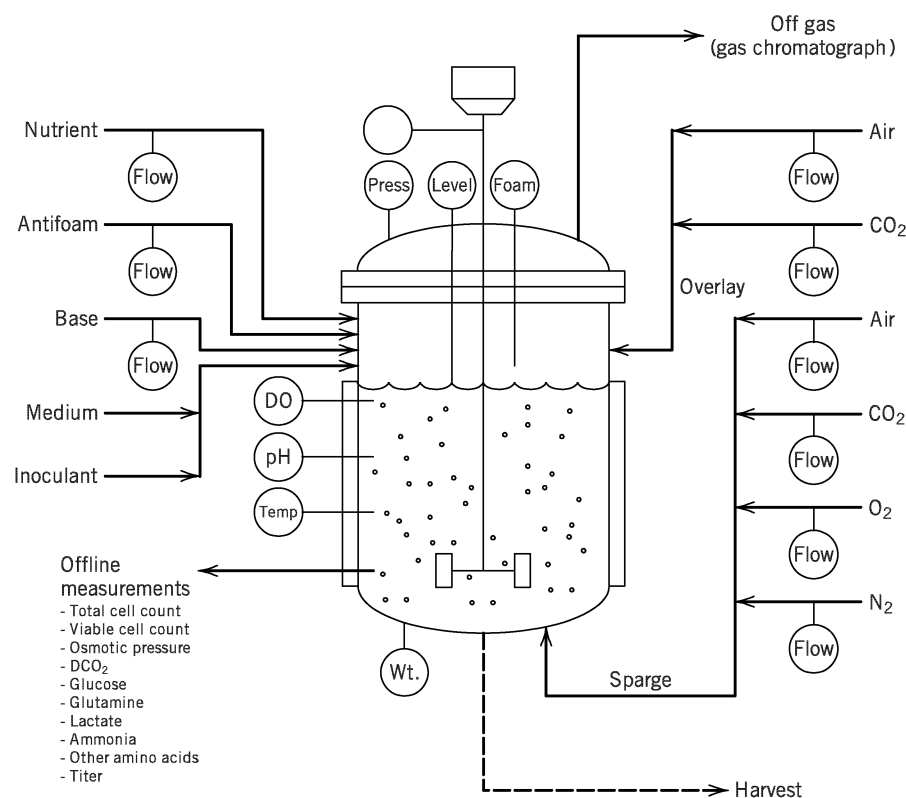 Off gas
(gas chromatograph)
Nutrient
Flow
Air
Flow
Press
Level
Foam
Antifoam
Flow
CO₂
Flow
Overlay
Base
Flow
Air
Flow
DO
Medium
CO₂
Flow
pH
Inoculant
Temp
O₂
Flow
Offline
measurements
- Total cell count
- Viable cell count
- Osmotic pressure
- DCO₂
- Glucose
- Glutamine
- Lactate
- Ammonia
- Other amino acids
- Titer
N₂
Flow
Wt.
Sparge
Harvest